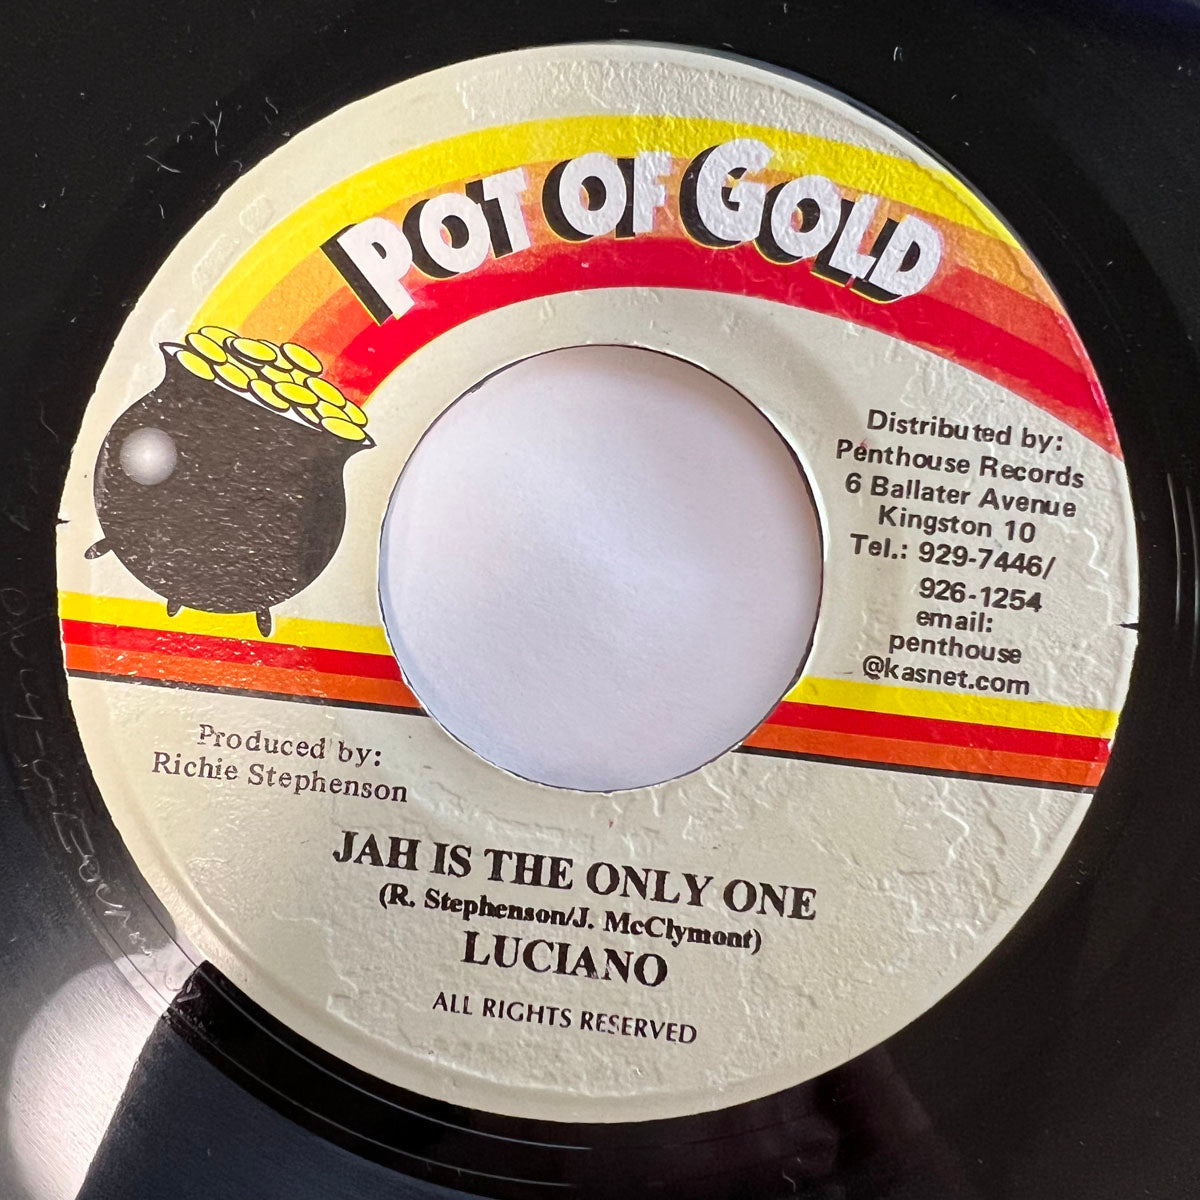 POT OF GOLD
Distributed by:
Penthouse Records
6 Ballater Avenue
Kingston 10
Tel.: 929-7446/
926-1254
email:
penthouse
@kasnet.com
Produced by:
Richie Stephenson
JAH IS THE ONLY ONE
(R. Stephenson/J. McClymont)
LUCIANO
ALL RIGHTS RESERVED